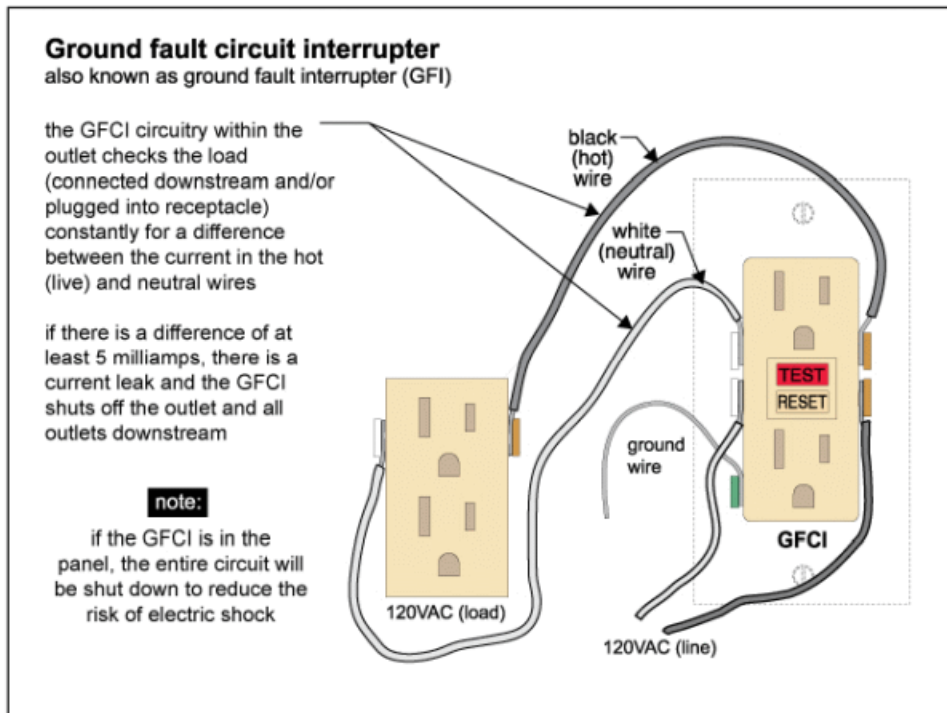 Ground fault circuit interrupter
also known as ground fault interrupter (GFI)
the GFCI circuitry within the
outlet checks the load
(connected downstream and/or
plugged into receptacle)
constantly for a difference
between the current in the hot
(live) and neutral wires
if there is a difference of at
least 5 milliamps, there is a
current leak and the GFCI
shuts off the outlet and all
outlets downstream
note:
if the GFCI is in the
panel, the entire circuit will
be shut down to reduce the
risk of electric shock
black
(hot)
wire
white
(neutral)
wire
TEST
RESET
ground
wire
GFCI
120VAC (load)
120VAC (line)